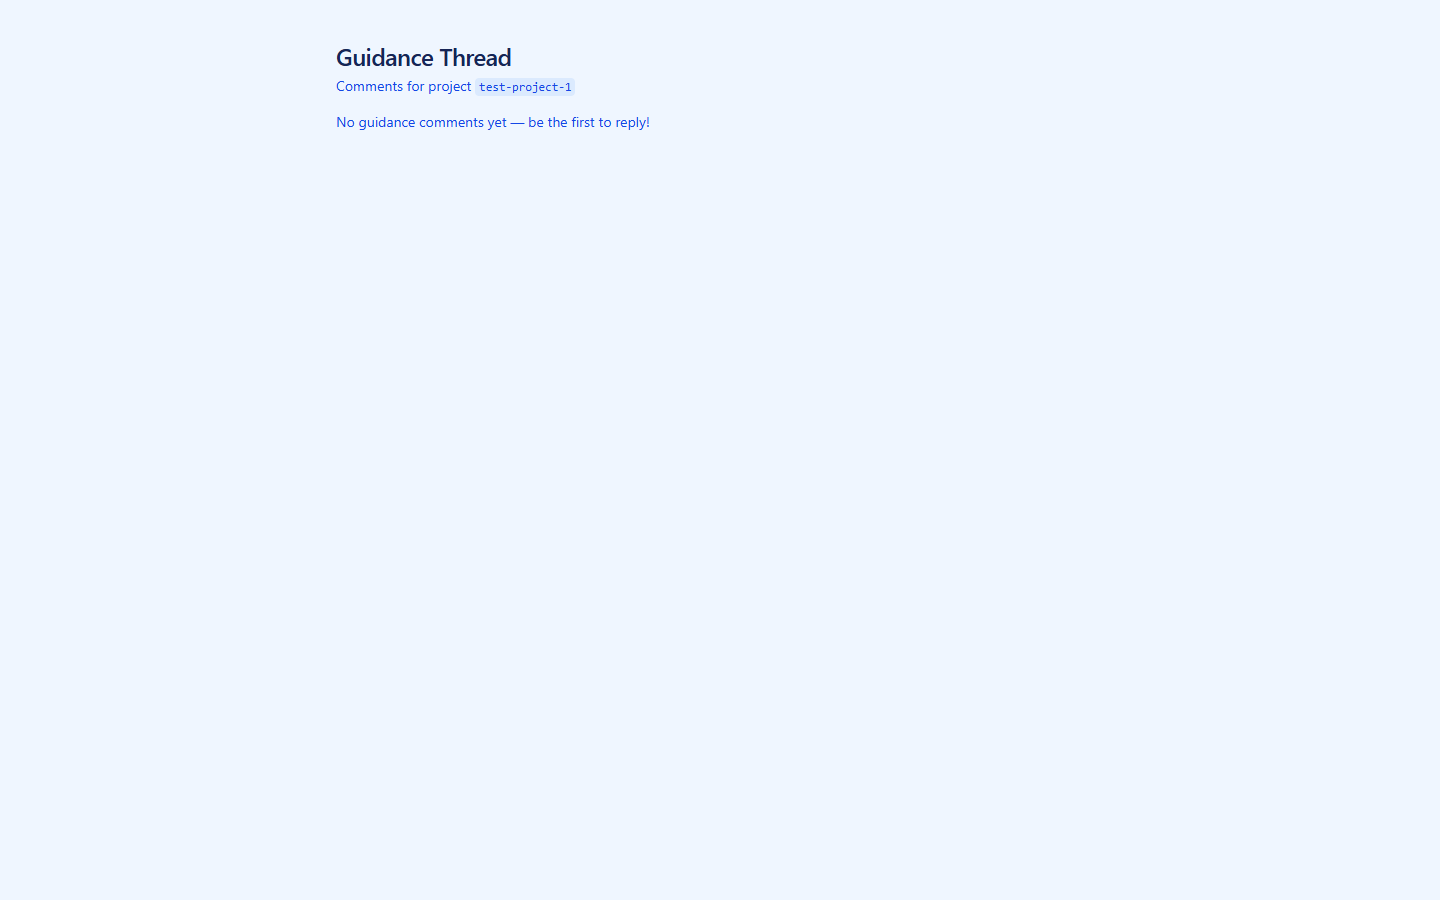 Guidance Thread
Comments for project test-project-1
No guidance comments yet — be the first to reply!